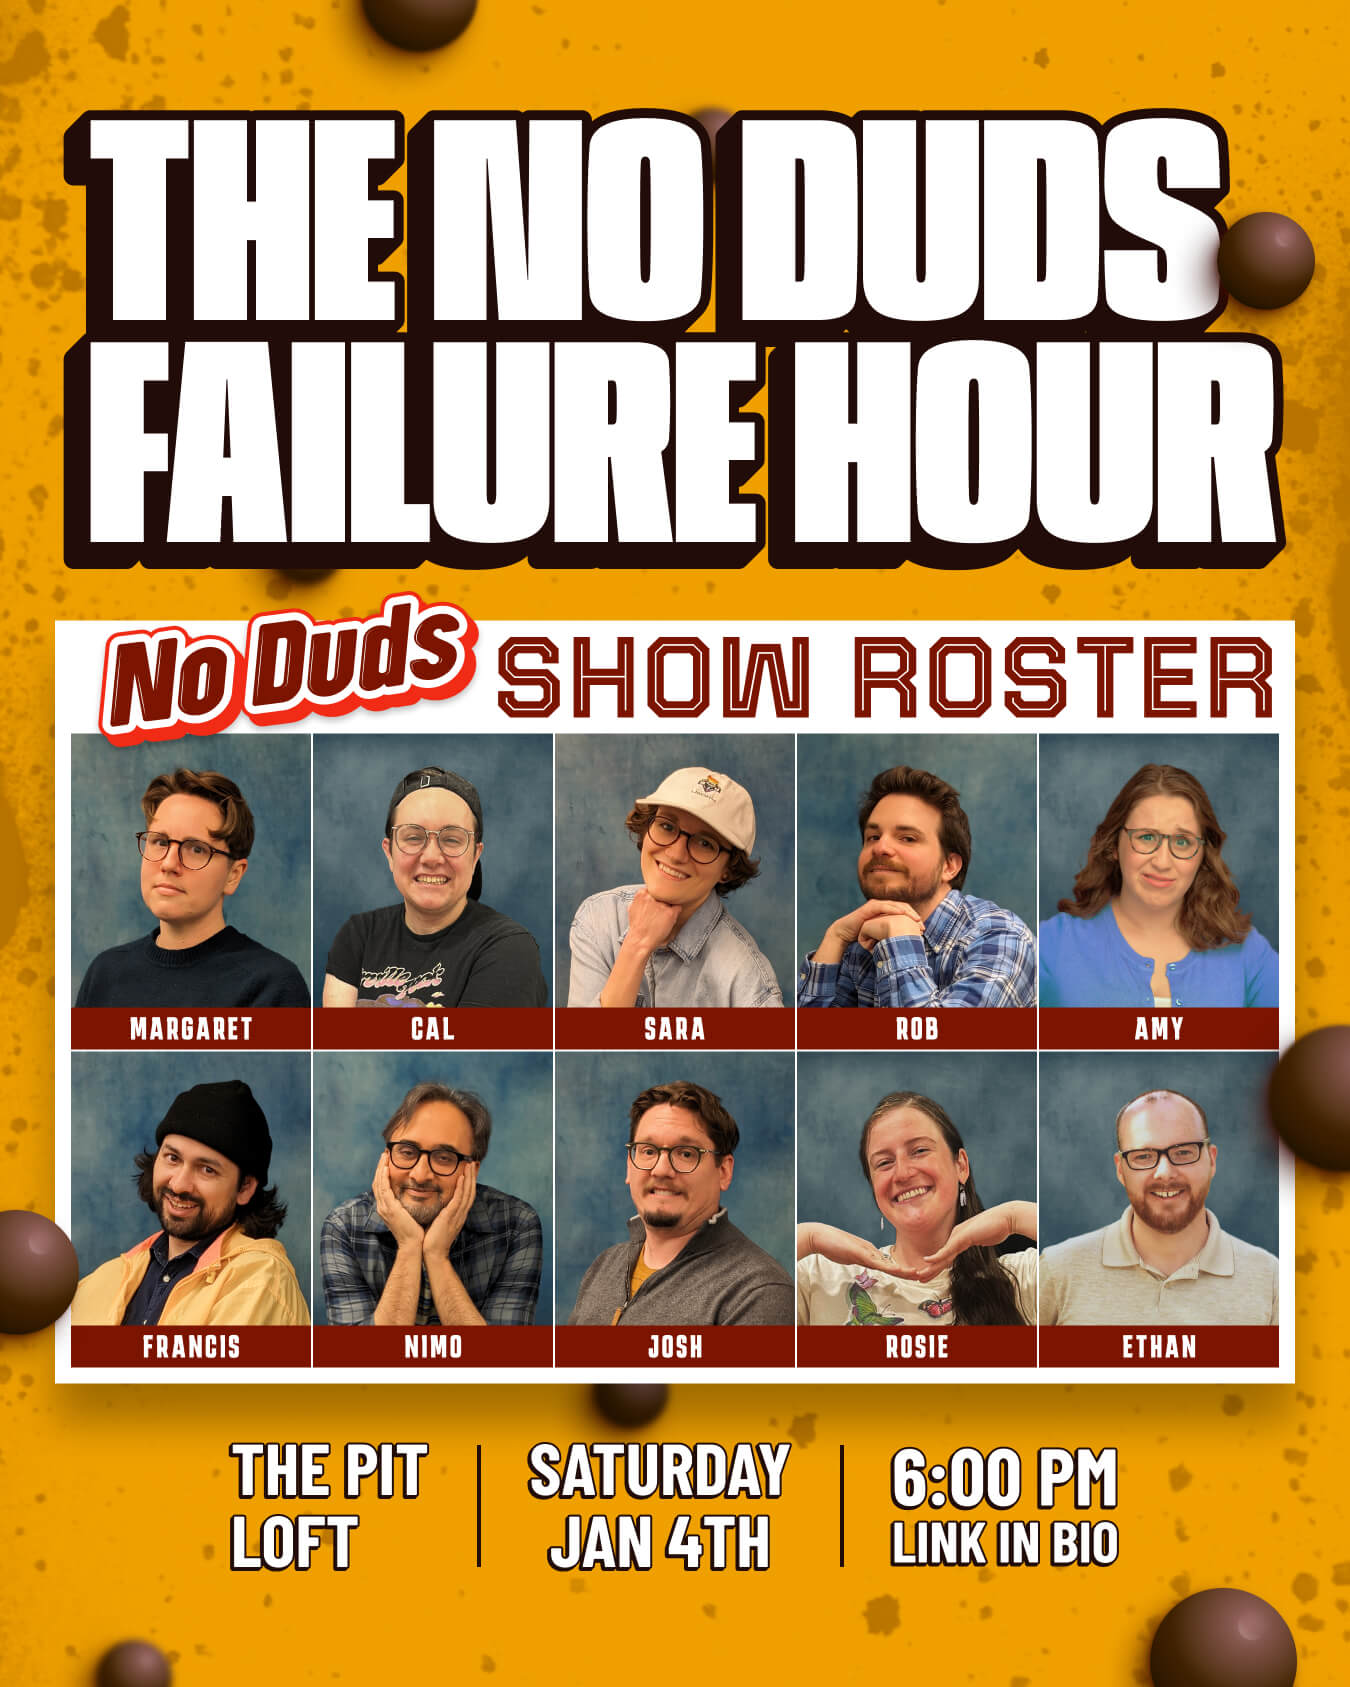 THE NO DUDS
FAILURE HOUR
No Duds SHOW ROSTER
MARGARET
CAL
SARA
ROB
AMY
FRANCIS
NIMO
JOSH
ROSIE
ETHAN
THE PIT
LOFT
SATURDAY
JAN 4TH
6:00 PM
LINK IN BIO